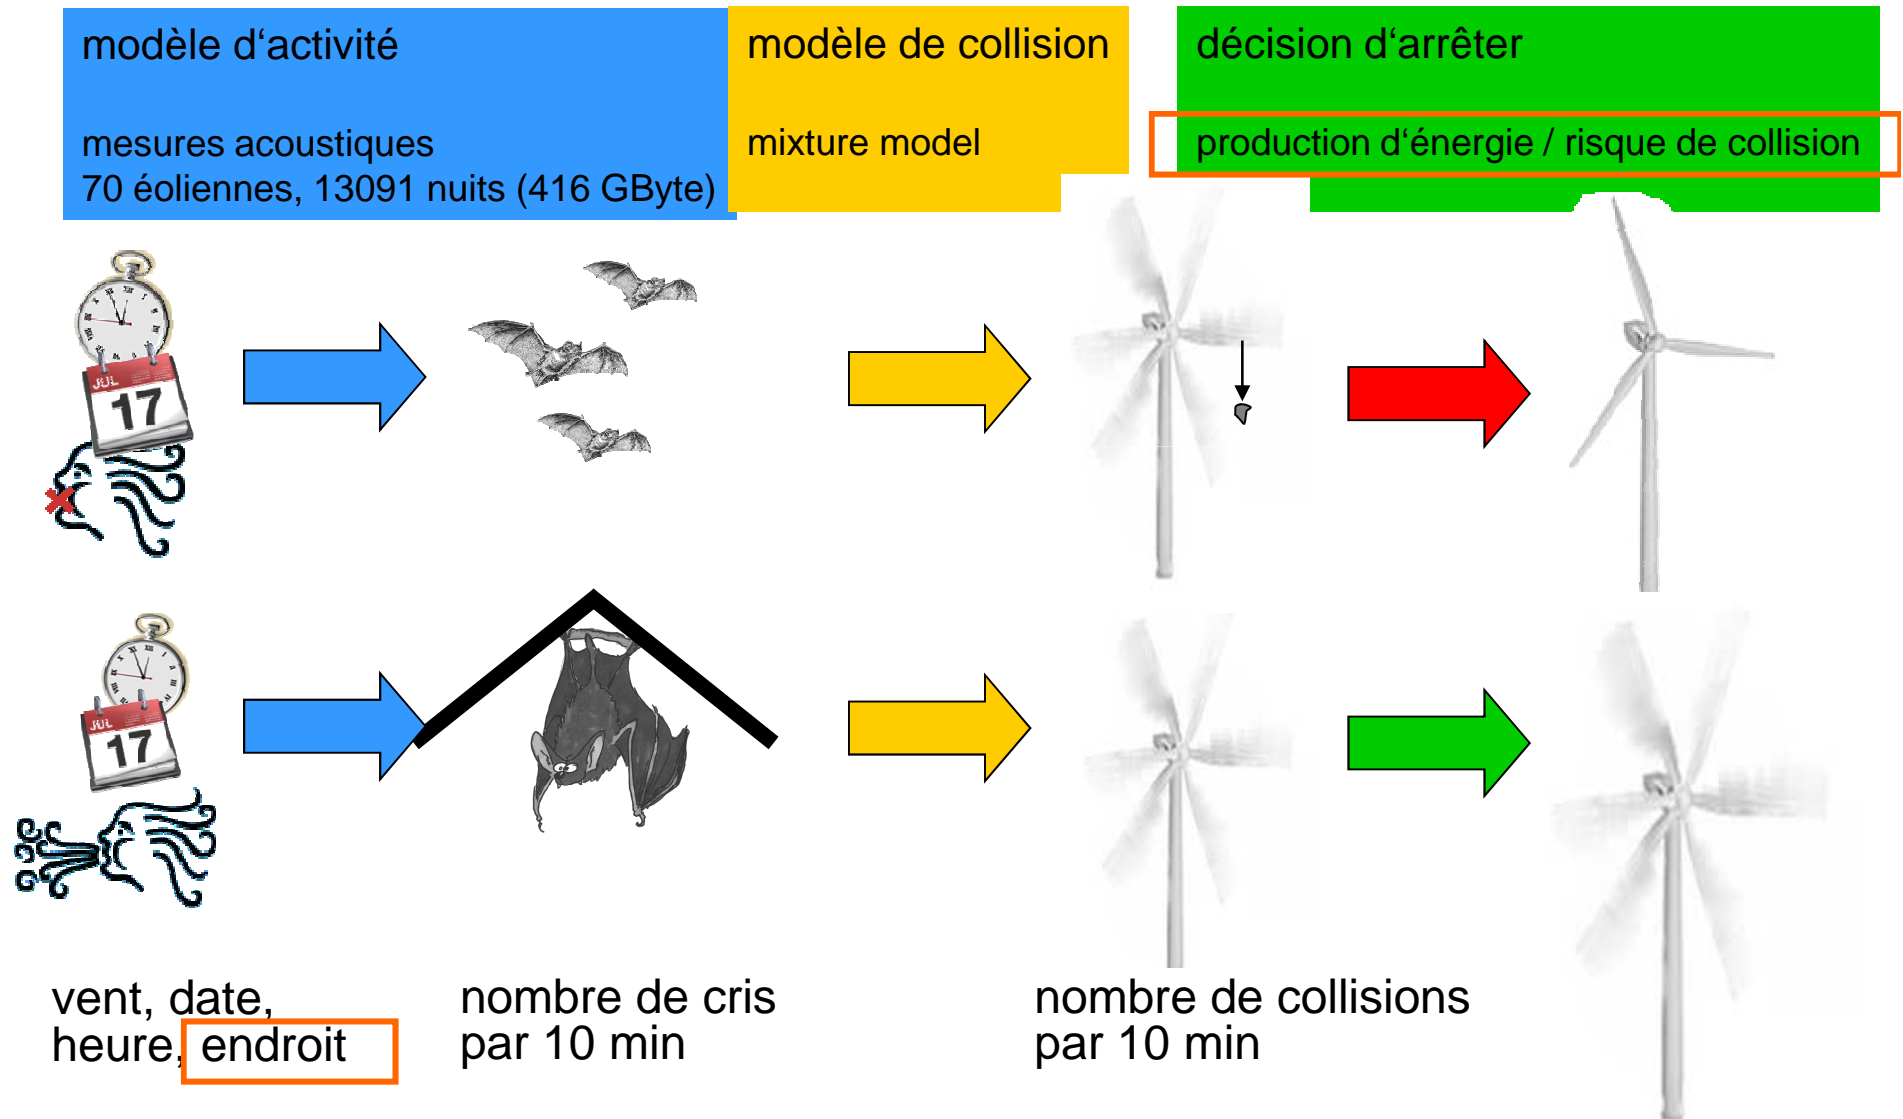 modèle d‘activité
mesures acoustiques
70 éoliennes, 13091 nuits (416 GByte)
modèle de collision
mixture model
décision d‘arrêter
production d‘énergie / risque de collision
JUL
17
JUL
17
vent, date,
heure, endroit
nombre de cris
par 10 min
nombre de collisions
par 10 min